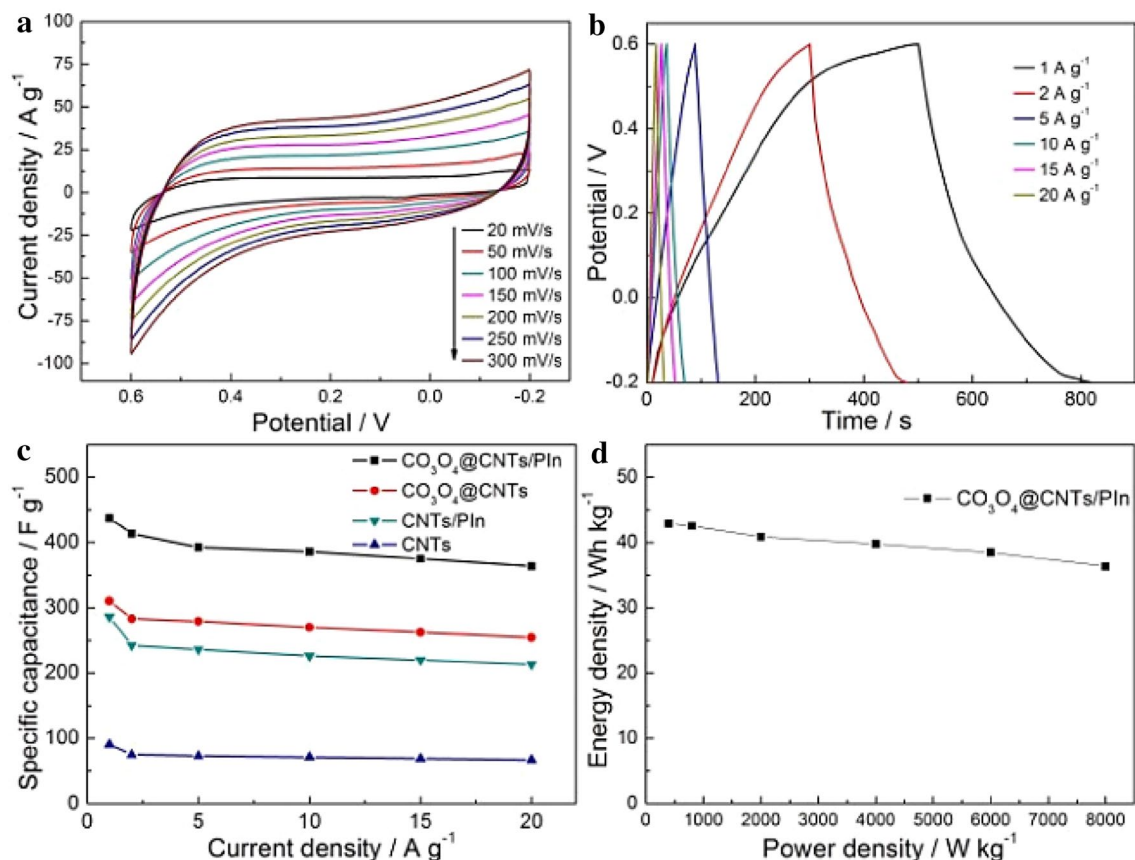 a
100
75
50
25
0
-25
-50
-75
-100
Current density / A g⁻¹
20 mV/s
50 mV/s
100 mV/s
150 mV/s
200 mV/s
250 mV/s
300 mV/s
0.6 0.4 0.2 0.0 -0.2
Potential / V
b
0.6
0.4
0.2
0.0
-0.2
Potential / V
1 A g⁻¹
2 A g⁻¹
5 A g⁻¹
10 A g⁻¹
15 A g⁻¹
20 A g⁻¹
0 200 400 600 800
Time / s
c
500
400
300
200
100
0
Specific capacitance / F g⁻¹
CO₃O₄@CNTs/PIn
CO₃O₄@CNTs
CNTs/PIn
CNTs
0 5 10 15 20
Current density / A g⁻¹
d
50
40
30
20
10
0
Energy density / Wh kg⁻¹
CO₃O₄@CNTs/PIn
0 1000 2000 3000 4000 5000 6000 7000 8000
Power density / W kg⁻¹